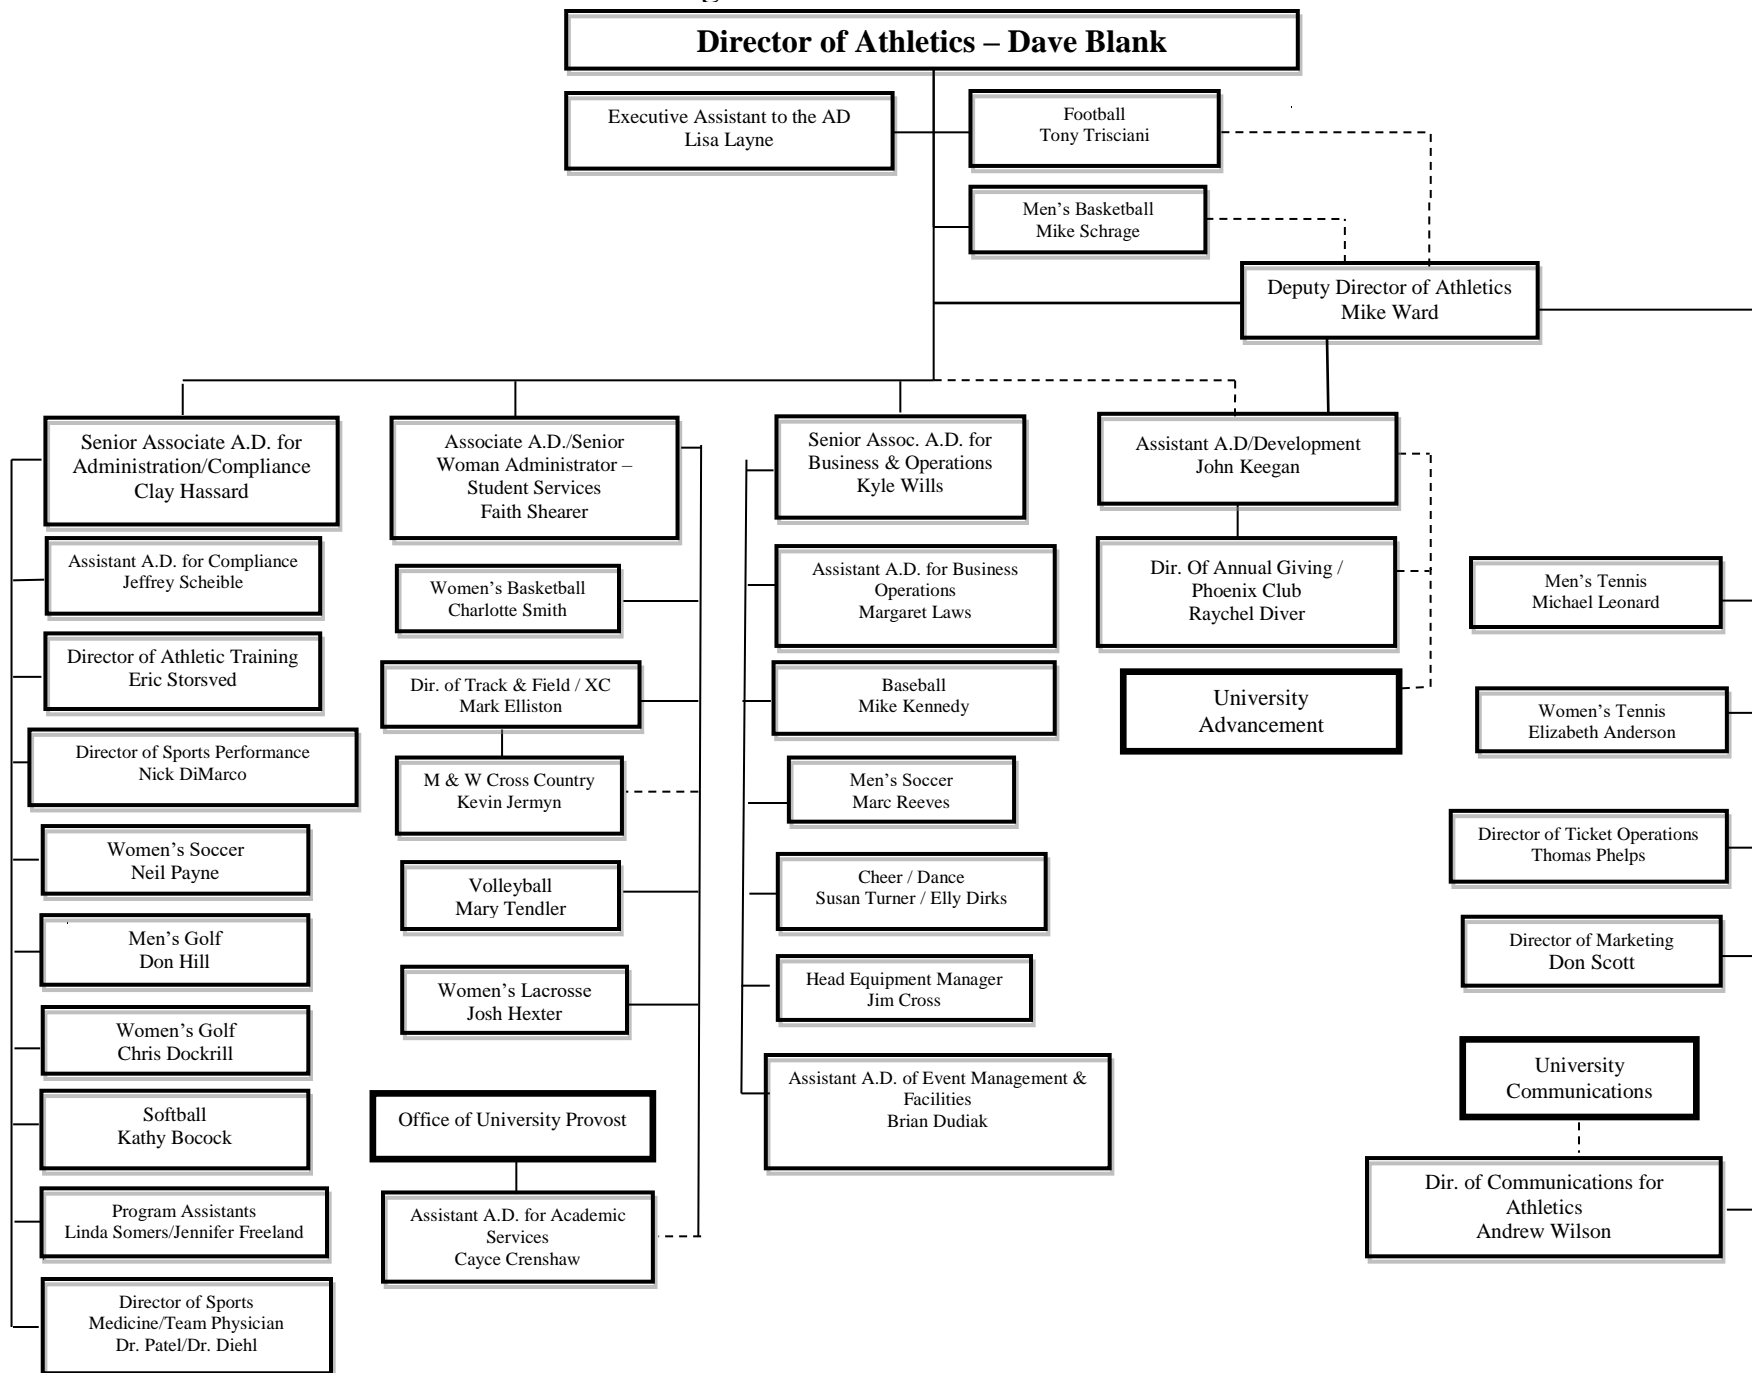 Director of Athletics – Dave Blank
Executive Assistant to the AD
Lisa Layne
Football
Tony Trisciani
Men's Basketball
Mike Schrage
Deputy Director of Athletics
Mike Ward
Senior Associate A.D. for
Administration/Compliance
Clay Hassard
Assistant A.D. for Compliance
Jeffrey Scheible
Director of Athletic Training
Eric Storsved
Director of Sports Performance
Nick DiMarco
Women's Soccer
Neil Payne
Men's Golf
Don Hill
Women's Golf
Chris Dockrill
Softball
Kathy Bocock
Program Assistants
Linda Somers/Jennifer Freeland
Director of Sports
Medicine/Team Physician
Dr. Patel/Dr. Diehl
Associate A.D./Senior
Woman Administrator –
Student Services
Faith Shearer
Women's Basketball
Charlotte Smith
Dir. of Track & Field / XC
Mark Elliston
M & W Cross Country
Kevin Jermyn
Volleyball
Mary Tendler
Women's Lacrosse
Josh Hexter
Office of University Provost
Assistant A.D. for Academic
Services
Cayce Crenshaw
Senior Assoc. A.D. for
Business & Operations
Kyle Wills
Assistant A.D. for Business
Operations
Margaret Laws
Baseball
Mike Kennedy
Men's Soccer
Marc Reeves
Cheer / Dance
Susan Turner / Elly Dirks
Head Equipment Manager
Jim Cross
Assistant A.D. of Event Management &
Facilities
Brian Dudiak
Assistant A.D/Development
John Keegan
Dir. Of Annual Giving /
Phoenix Club
Raychel Diver
University
Advancement
Men's Tennis
Michael Leonard
Women's Tennis
Elizabeth Anderson
Director of Ticket Operations
Thomas Phelps
Director of Marketing
Don Scott
University
Communications
Dir. of Communications for
Athletics
Andrew Wilson